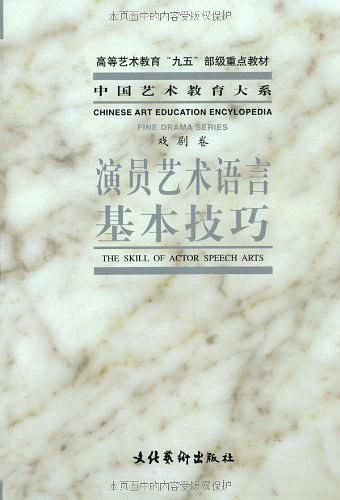 本页面中的内容受版权保护
高等艺术教育“九五”部级重点教材
中国艺术教育大系
CHINESE ART EDUCATION ENCYLOPEDIA
FINE DRAMA SERIES
戏剧卷
演员艺术语言
基本技巧
THE SKILL OF ACTOR SPEECH ARTS
文化藝術出版社
本页面中的内容受版权保护